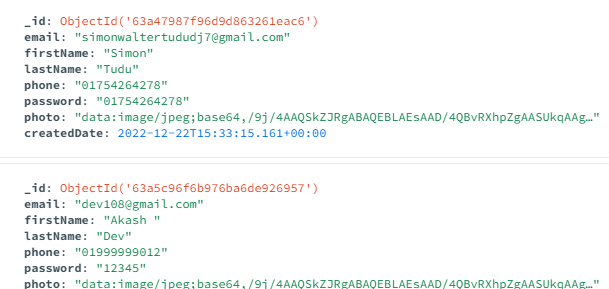 _id: ObjectId('63a47987f96d9d863261eac6')
email: "simonwaltertududj7@gmail.com"
firstName: "Simon"
lastName: "Tudu"
phone: "01754264278"
password: "01754264278"
photo: "data:image/jpeg;base64,/9j/4AAQSkZJRgABAQEBLAEsAAD/4QBvRXhpZgAASUkqAAg…"
createdDate: 2022-12-22T15:33:15.161+00:00
_id: ObjectId('63a5c96f6b976ba6de926957')
email: "dev108@gmail.com"
firstName: "Akash "
lastName: "Dev"
phone: "01999999012"
password: "12345"
photo: "data:image/jpeg;base64,/9j/4AAQSkZJRgABAQEBLAEsAAD/4QBvRXhpZgAASUkqAAg…"